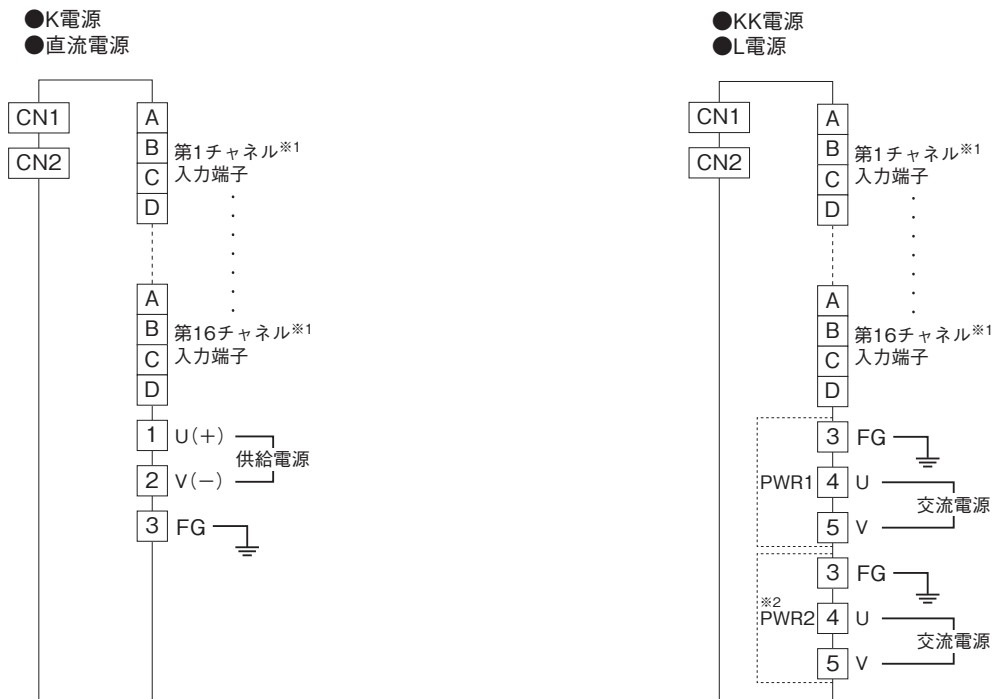 ●K電源
●直流電源
CN1
CN2
A
B
C
D
第1チャネル※1
入力端子
A
B
C
D
第16チャネル※1
入力端子
1 U(+)
供給電源
2 V(−)
3 FG
●KK電源
●L電源
CN1
CN2
A
B
C
D
第1チャネル※1
入力端子
A
B
C
D
第16チャネル※1
入力端子
3 FG
PWR1 4 U
交流電源
5 V
3 FG
※2
PWR2 4 U
交流電源
5 V